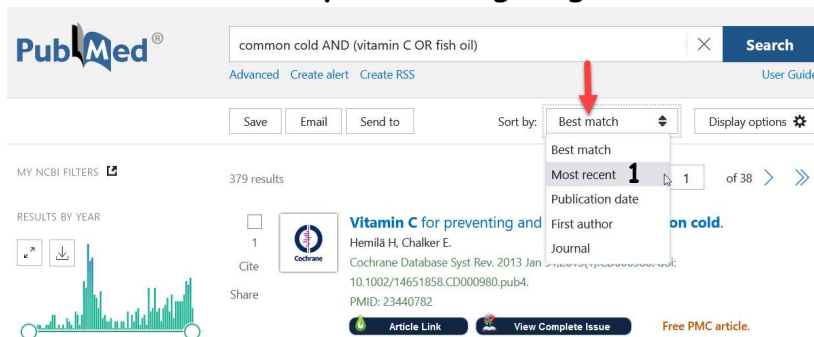 PubMed®
common cold AND (vitamin C OR fish oil)
Search
Advanced Create alert Create RSS
User Guide
Save Email Send to Sort by: Best match Display options
Best match
Most recent 1
Publication date
First author
Journal
MY NCBI FILTERS
379 results
1 of 38
RESULTS BY YEAR
Vitamin C for preventing and on cold.
1
Hemilä H, Chalker E.
Cochrane
Cite
Cochrane Database Syst Rev. 2013 Jan
10.1002/14651858.CD000980.pub4.
Share
PMID: 23440782
Article Link View Complete Issue Free PMC article.